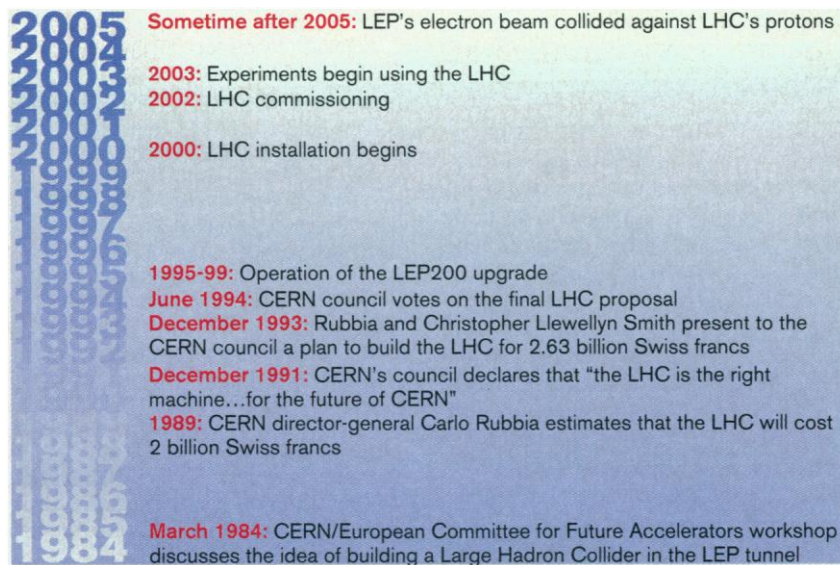 2005
Sometime after 2005: LEP's electron beam collided against LHC's protons
2004
2003
2003: Experiments begin using the LHC
2002
2002: LHC commissioning
2001
2000
2000: LHC installation begins
1999
1998
1997
1996
1995
1995-99: Operation of the LEP200 upgrade
1994
June 1994: CERN council votes on the final LHC proposal
1993
December 1993: Rubbia and Christopher Llewellyn Smith present to the
1992
CERN council a plan to build the LHC for 2.63 billion Swiss francs
December 1991: CERN's council declares that “the LHC is the right
machine...for the future of CERN”
1989: CERN director-general Carlo Rubbia estimates that the LHC will cost
1988
2 billion Swiss francs
1987
1986
1985
March 1984: CERN/European Committee for Future Accelerators workshop
1984
discusses the idea of building a Large Hadron Collider in the LEP tunnel